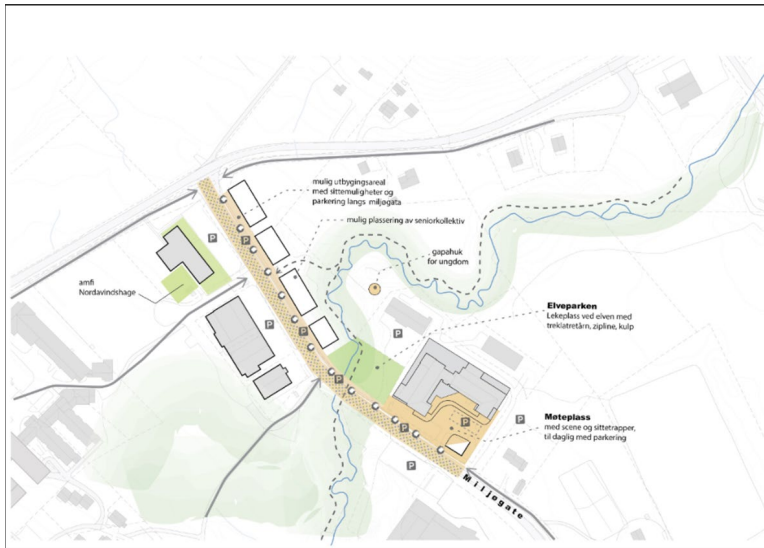 mulig utbygingsareal
med sittemuligheter og
parkering langs miljøgata
mulig plassering av seniorkollektiv
gapahuk
for ungdom
amfi
Nordavindshage
Elveparken
Lekeplass ved elven med
treklatretårn, zipline, kulp
Møteplass
med scene og sittetrapper,
til daglig med parkering
Miljøgate
P
P
P
P
P
P
P
P
P
P